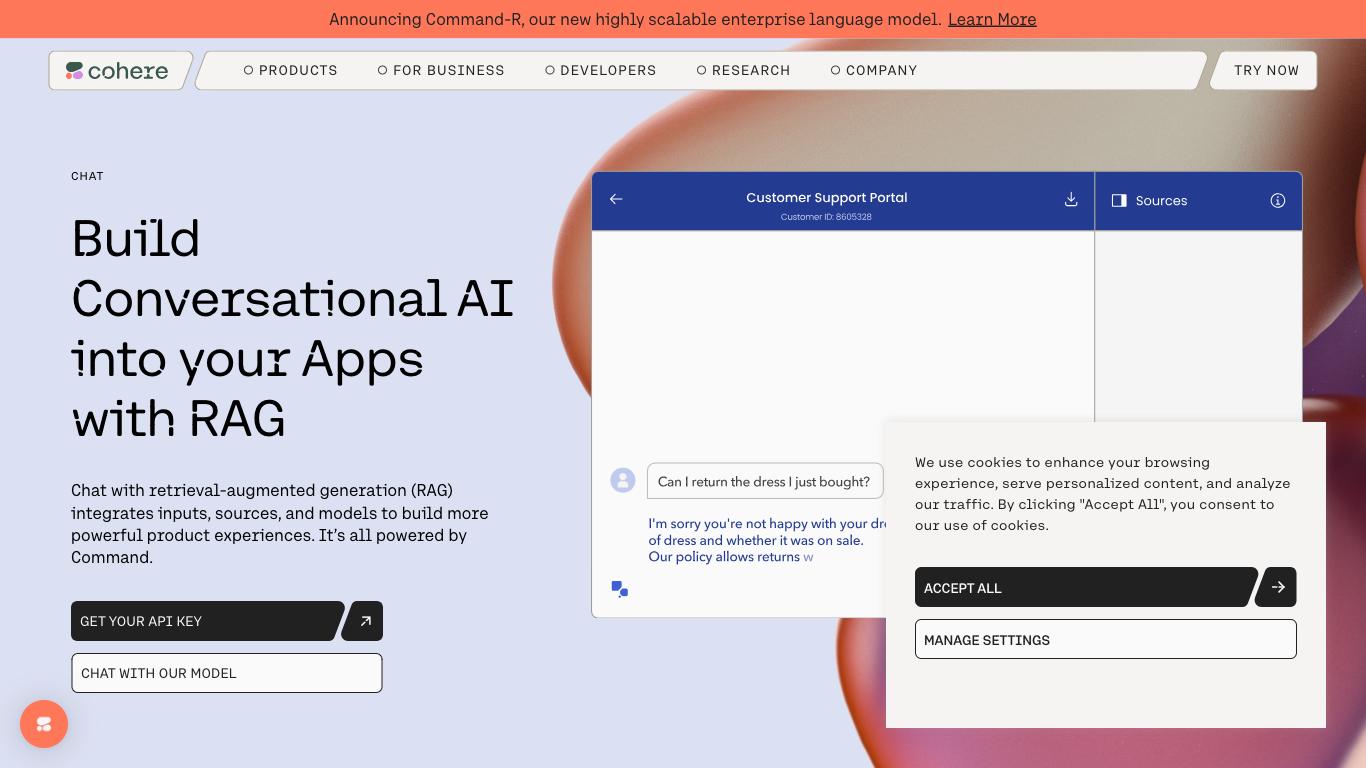 Announcing Command-R, our new highly scalable enterprise language model. Learn More
cohere
PRODUCTS
FOR BUSINESS
DEVELOPERS
RESEARCH
COMPANY
TRY NOW
CHAT
Build
Conversational AI
into your Apps
with RAG
Chat with retrieval-augmented generation (RAG)
integrates inputs, sources, and models to build more
powerful product experiences. It’s all powered by
Command.
GET YOUR API KEY
CHAT WITH OUR MODEL
Customer Support Portal
Customer ID: 8605328
Sources
Can I return the dress I just bought?
I'm sorry you're not happy with your
of dress and whether it was on sale.
Our policy allows returns w
We use cookies to enhance your browsing
experience, serve personalized content, and analyze
our traffic. By clicking "Accept All", you consent to
our use of cookies.
ACCEPT ALL
MANAGE SETTINGS